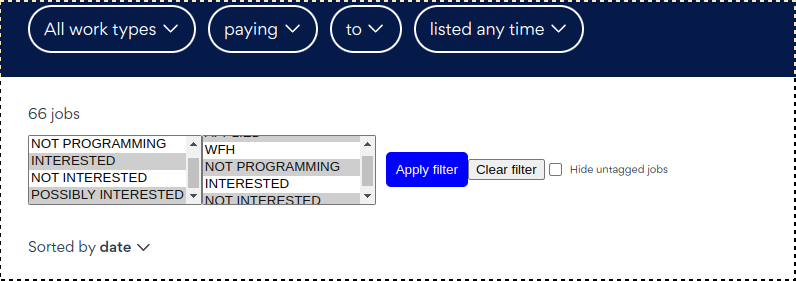 All work types paying to listed any time
66 jobs
NOT PROGRAMMING
INTERESTED
NOT INTERESTED
POSSIBLY INTERESTED
APPLIED
WFH
NOT PROGRAMMING
INTERESTED
NOT INTERESTED
Apply filter Clear filter Hide untagged jobs
Sorted by date